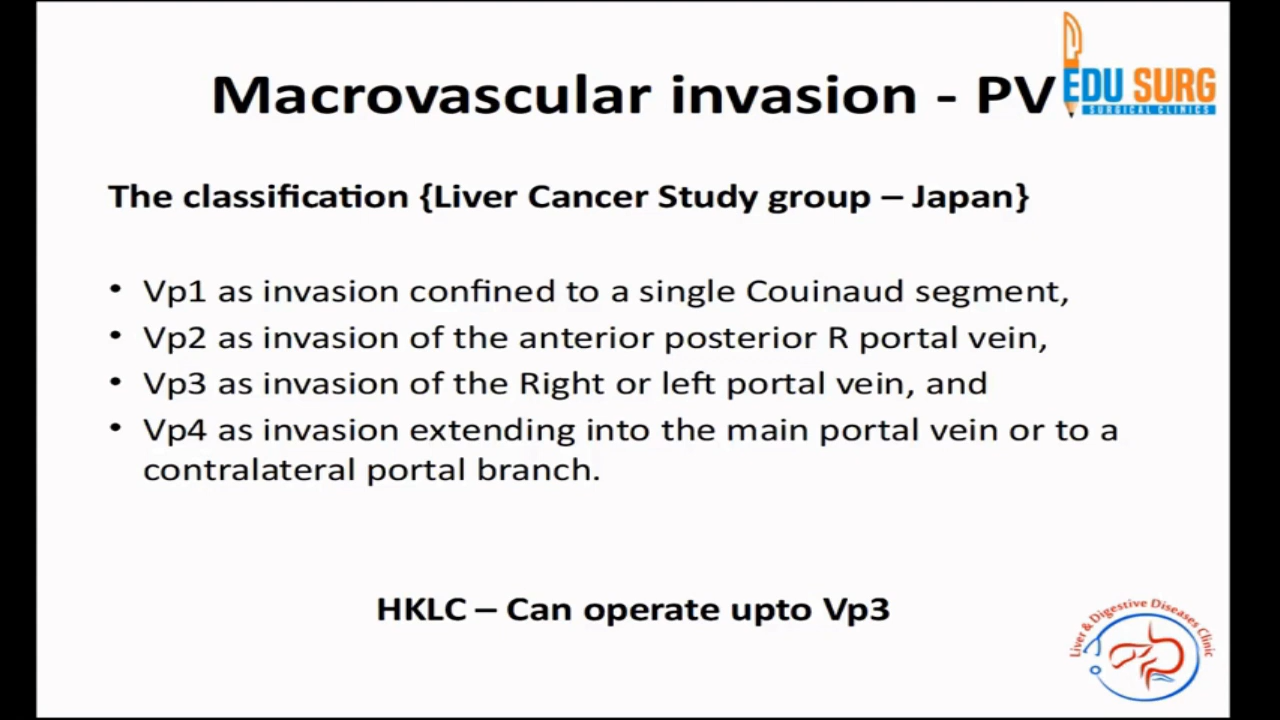 Macrovascular invasion - PV
EDU SURG
SURGICAL CLINICS
The classification {Liver Cancer Study group – Japan}
• Vp1 as invasion confined to a single Couinaud segment,
• Vp2 as invasion of the anterior posterior R portal vein,
• Vp3 as invasion of the Right or left portal vein, and
• Vp4 as invasion extending into the main portal vein or to a
contralateral portal branch.
HKLC – Can operate upto Vp3
Liver & Digestive Diseases Clinic